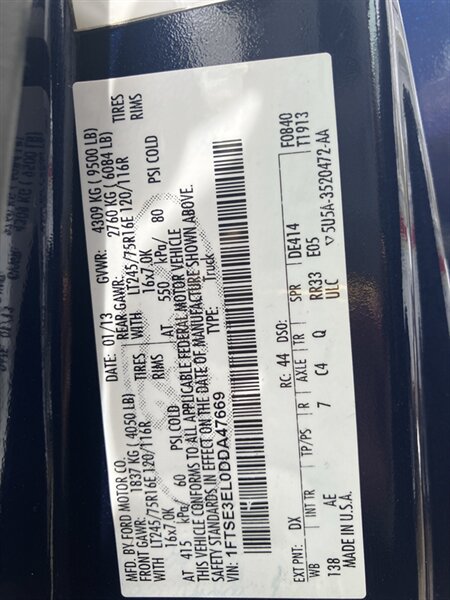 MFD. BY FORD MOTOR CO. DATE: 01/13 GVWR: 4309 KG ( 9500 LB)
FRONT GAWR: 1837 KG ( 4050 LB) REAR GAWR: 2760 KG ( 6084 LB)
WITH LT245/75R16E 120/116R TIRES WITH LT245/75R16E 120/116R TIRES
16x7.0K RIMS 16x7.0K RIMS
AT 415 kPa/ 60 PSI COLD AT 550 kPa/ 80 PSI COLD
THIS VEHICLE CONFORMS TO ALL APPLICABLE FEDERAL MOTOR VEHICLE
SAFETY STANDARDS IN EFFECT ON THE DATE OF MANUFACTURE SHOWN ABOVE.
VIN: 1FTSE3EL0DDA47669 TYPE: Truck
F0840
T1913
EXT PNT: DX RC: 44 DSO: DE414
WB INT TR TP/PS R AXLE TR SPR RR33 E05
138 AE 7 C4 Q ULC
MADE IN U.S.A. ▽5U5A-3520472-AA